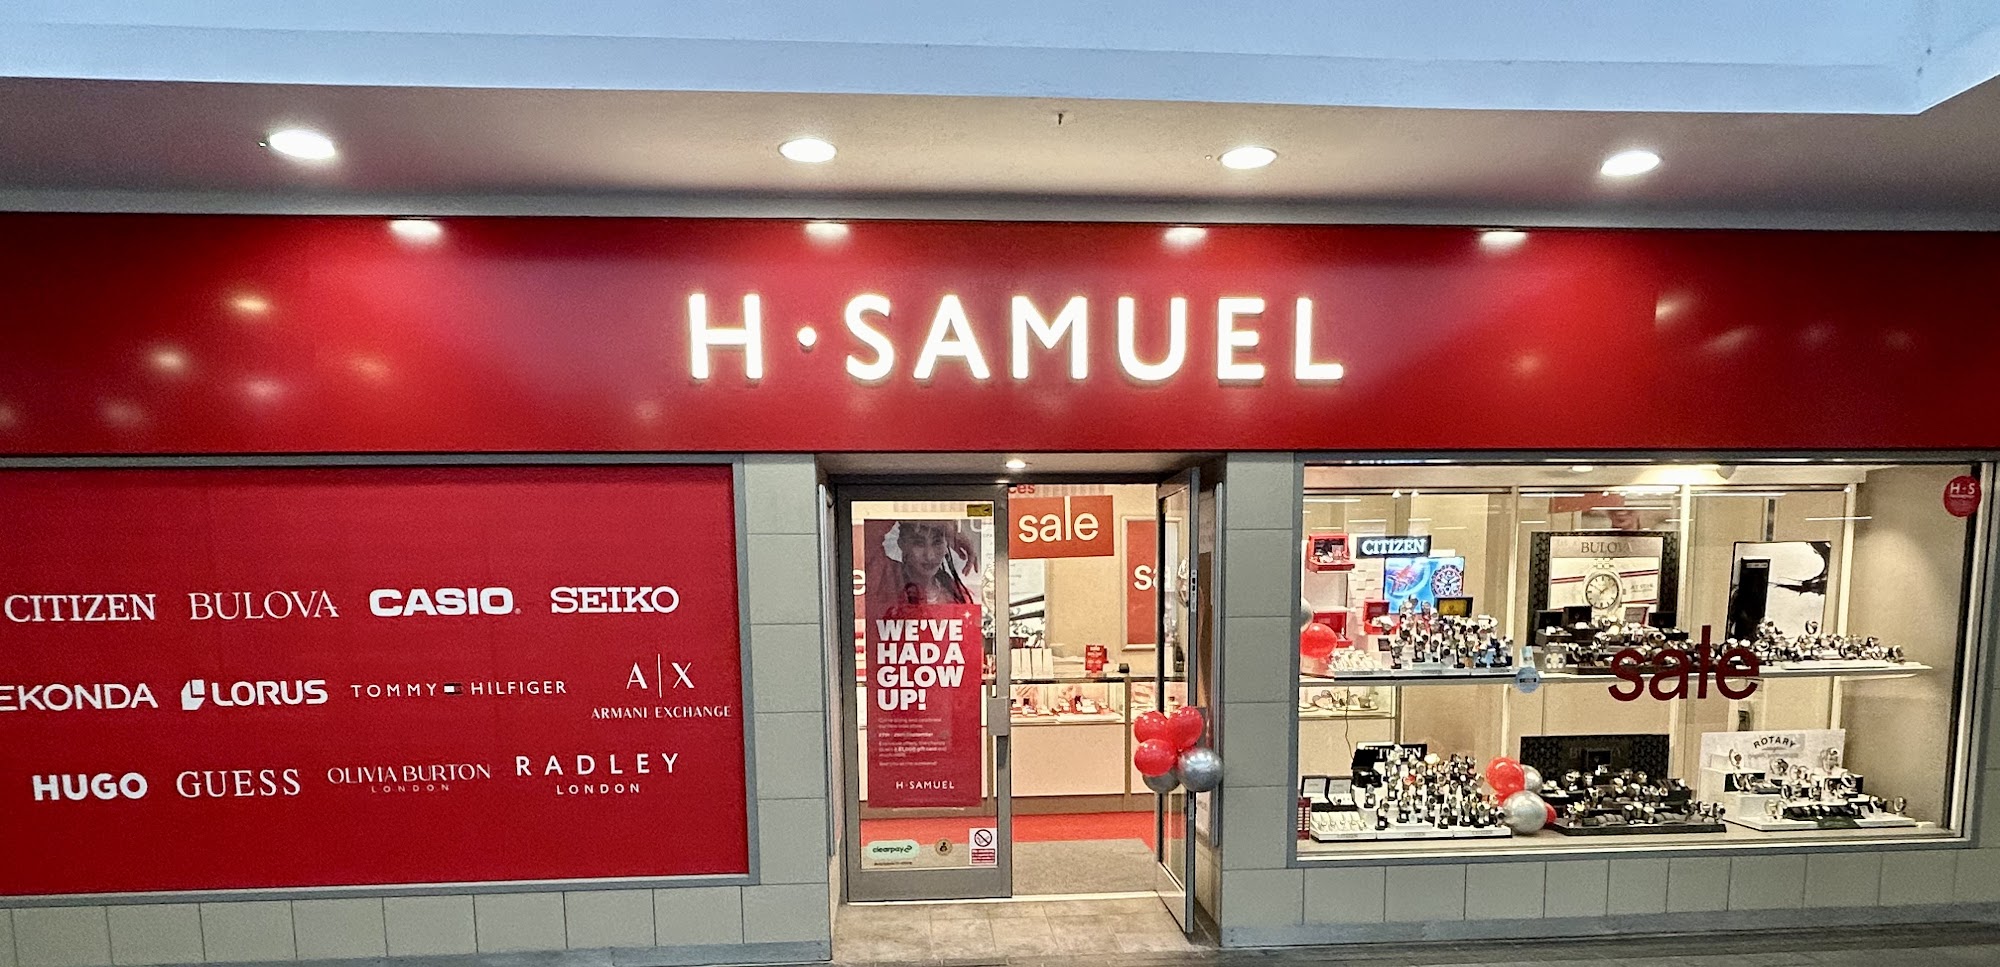 H·SAMUEL
CITIZEN BULOVA CASIO SEIKO
EKONDA LORUS TOMMY HILFIGER A|X
ARMANI EXCHANGE
HUGO GUESS OLIVIA BURTON RADLEY
LONDON LONDON
ces
sale
WE'VE
HAD A
GLOW
UP!
H·SAMUEL
clearpay
CITIZEN
BULOVA
H·S
sale
ROTARY